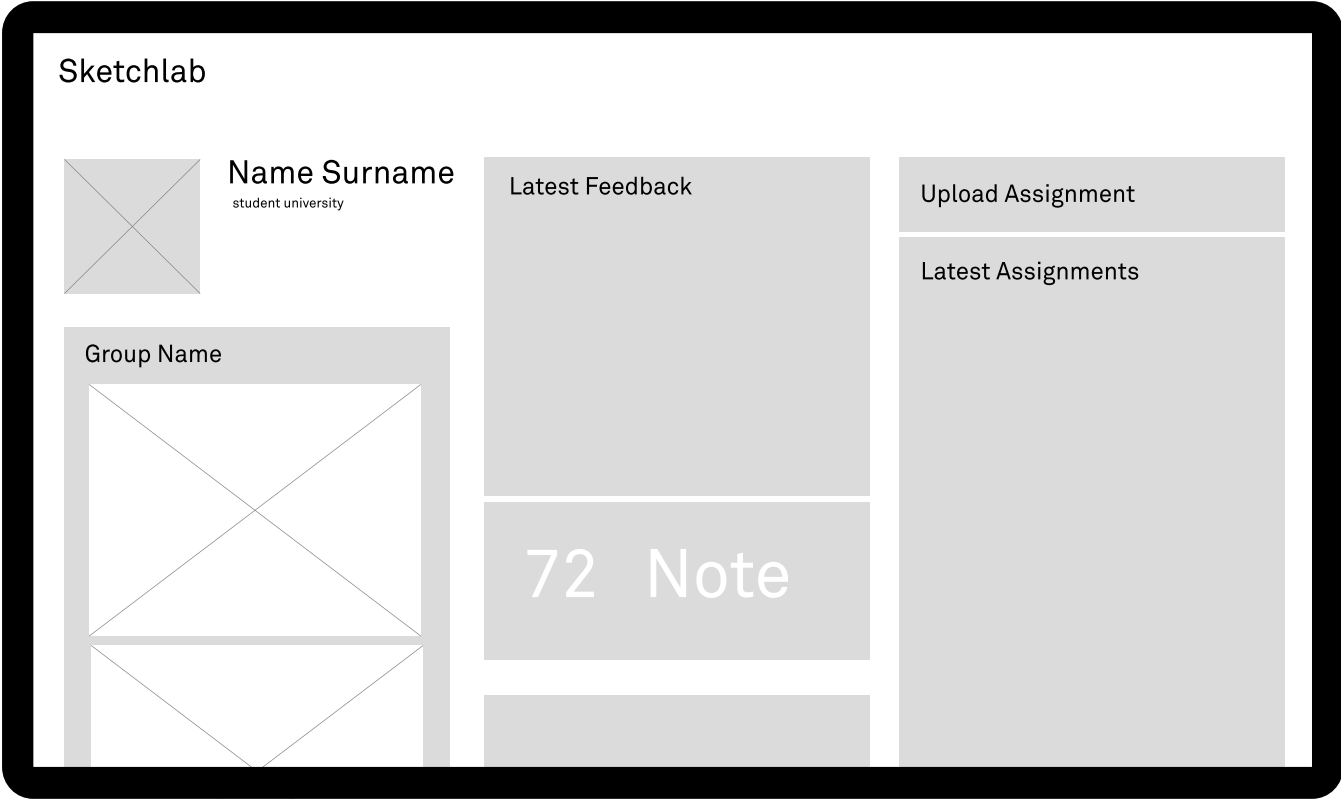 Sketchlab
Name Surname
student university
Group Name
Latest Feedback
72 Note
Upload Assignment
Latest Assignments